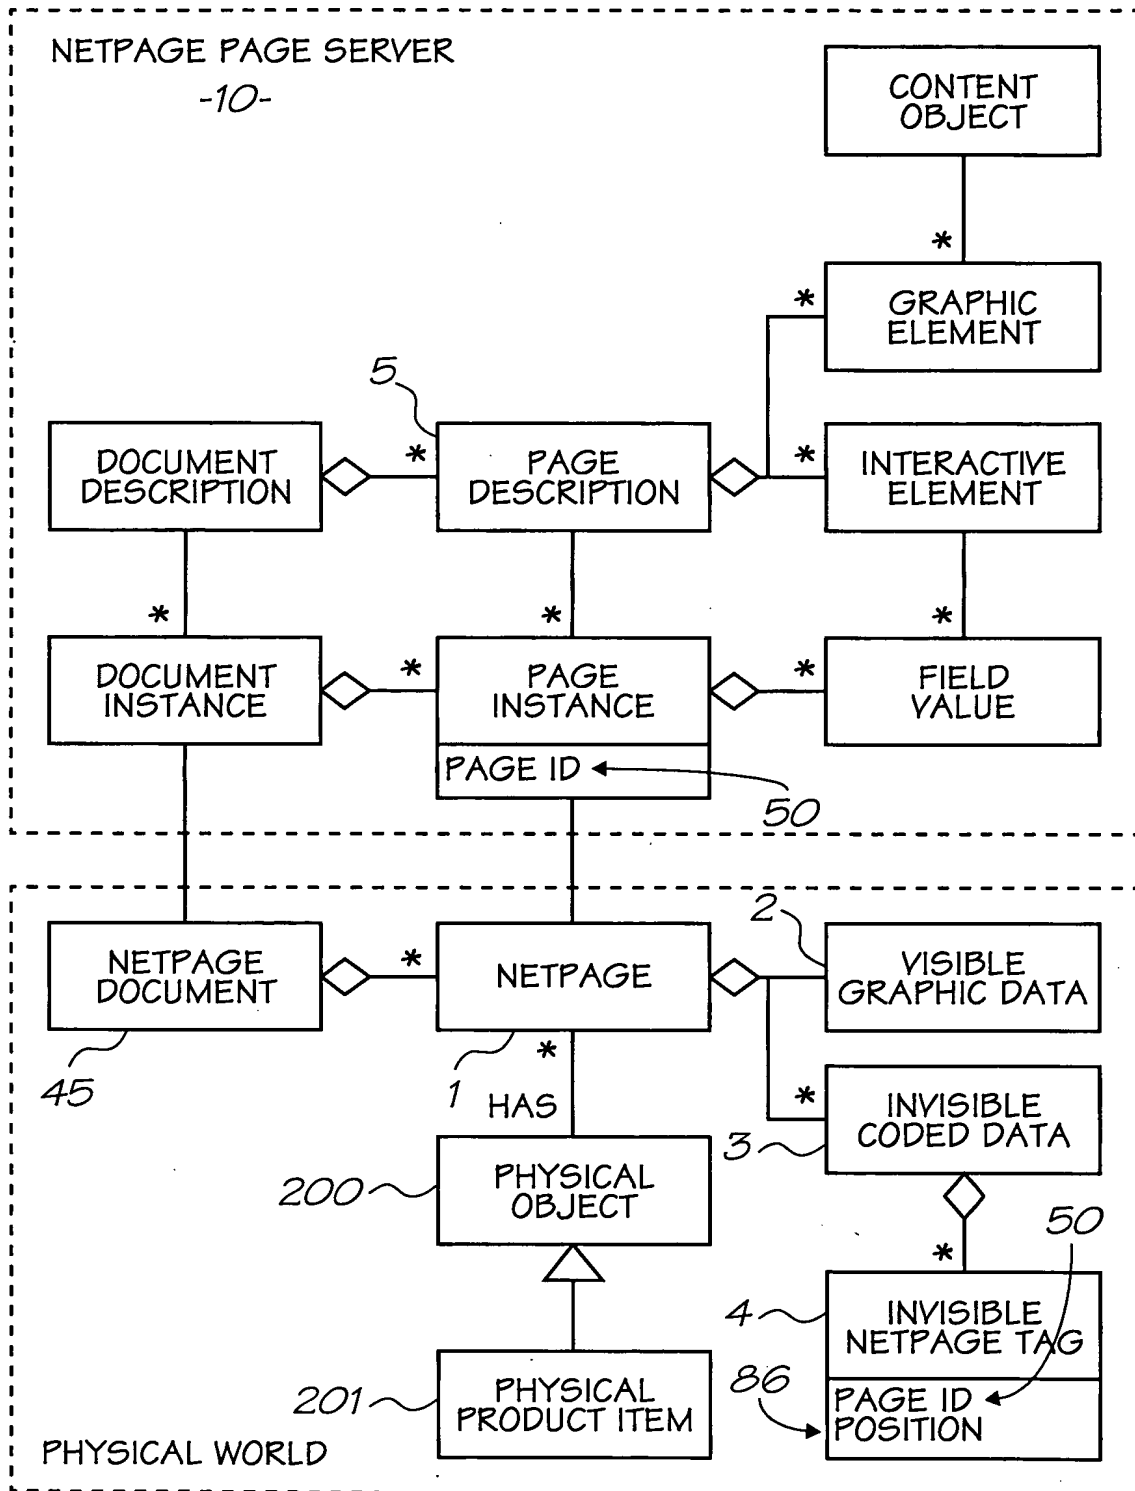 NETPAGE PAGE SERVER
-10-
CONTENT
OBJECT
*
*
GRAPHIC
ELEMENT
5
DOCUMENT
DESCRIPTION
*
PAGE
DESCRIPTION
*
INTERACTIVE
ELEMENT
*
*
*
DOCUMENT
INSTANCE
*
PAGE
INSTANCE
*
FIELD
VALUE
PAGE ID
50
2
NETPAGE
DOCUMENT
*
NETPAGE
VISIBLE
GRAPHIC DATA
45
1
*
HAS
*
INVISIBLE
CODED DATA
3
200
PHYSICAL
OBJECT
50
*
4
INVISIBLE
NETPAGE TAG
201
PHYSICAL
PRODUCT ITEM
86
PAGE ID
POSITION
PHYSICAL WORLD